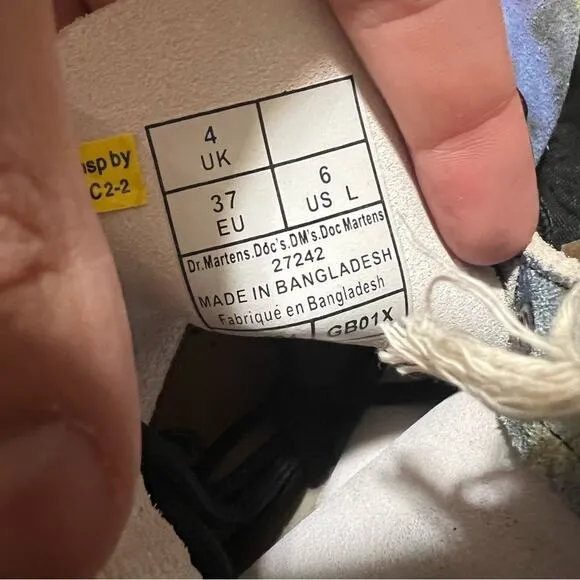 by
C2-2
4
UK
37
EU
6
US L
Dr.Martens.Doc's.DM's.Doc Martens
27242
MADE IN BANGLADESH
Fabriqué en Bangladesh
GB01X